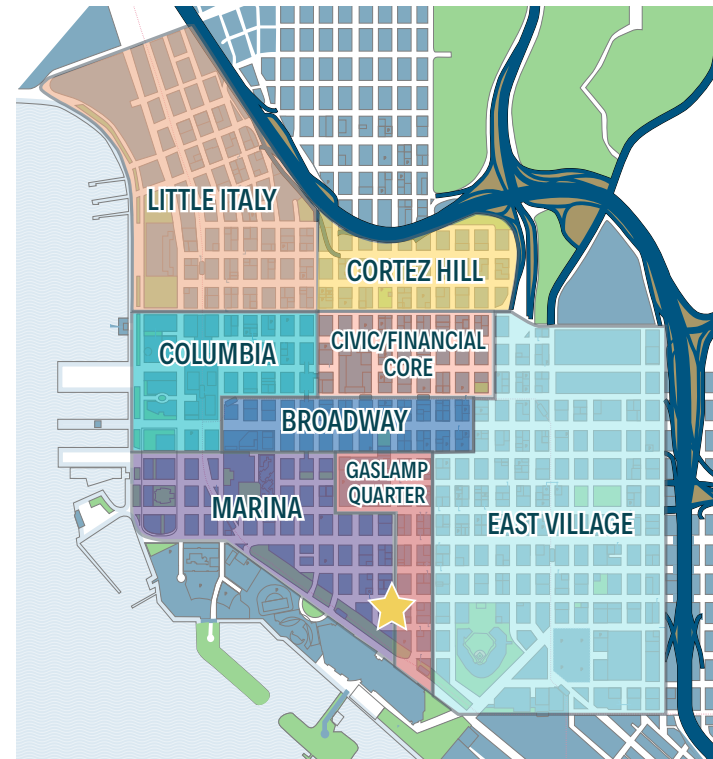 LITTLE ITALY
CORTEZ HILL
COLUMBIA
CIVIC/FINANCIAL
CORE
BROADWAY
GASLAMP
QUARTER
MARINA
EAST VILLAGE